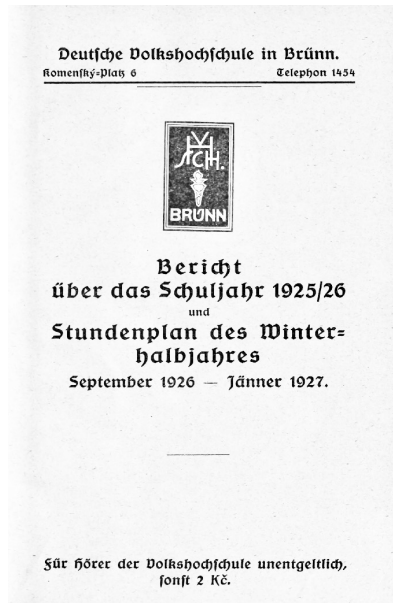 Deutsche Volkshochschule in Brünn.
Komenský-Platz 6 Telephon 1454
VHSCH.
BRÜNN
Bericht
über das Schuljahr 1925/26
und
Stundenplan des Winter-
halbjahres
September 1926 — Jänner 1927.
Für Hörer der Volkshochschule unentgeltlich,
sonst 2 Kč.